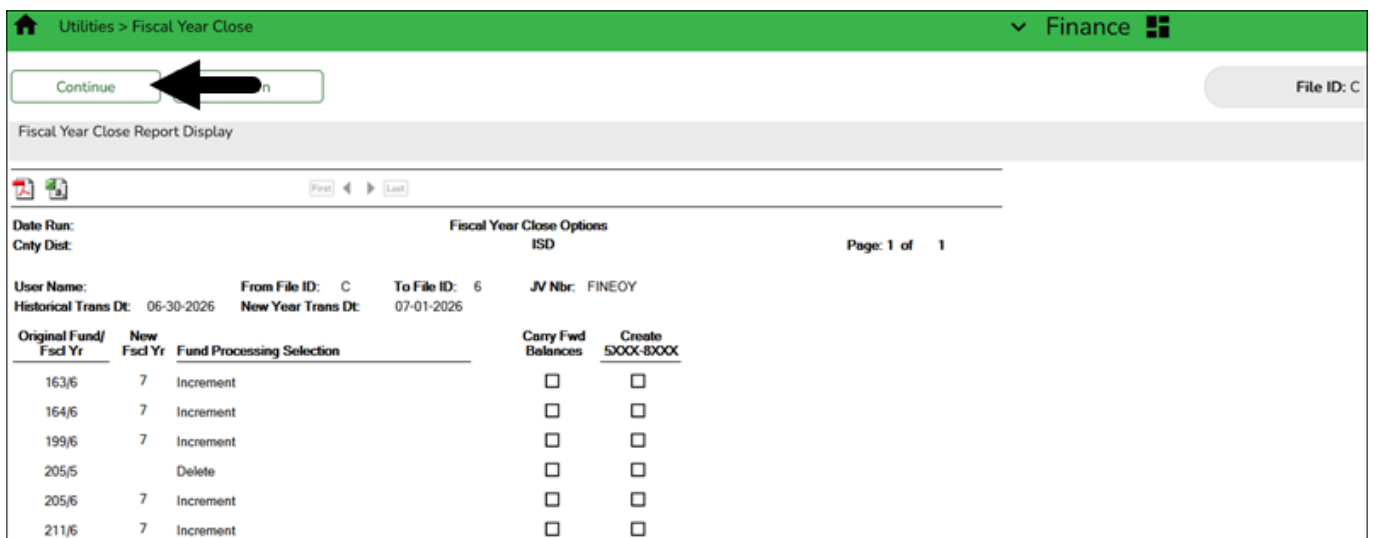 Utilities > Fiscal Year Close
Finance
Continue
File ID: C
Fiscal Year Close Report Display
First Last
Date Run: Fiscal Year Close Options
Cnty Dist: ISD Page: 1 of 1
User Name: From File ID: C To File ID: 6 JV Nbr: FINEOY
Historical Trans Dt: 06-30-2026 New Year Trans Dt: 07-01-2026
Original Fund/ New Carry Fwd Create
Fscl Yr Fscl Yr Fund Processing Selection Balances 5XXX-8XXX
163/6 7 Increment
164/6 7 Increment
199/6 7 Increment
205/5 Delete
205/6 7 Increment
211/6 7 Increment